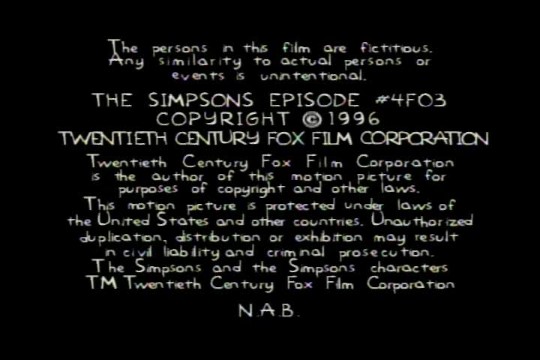 The persons in this film are fictitious.
Any similarity to actual persons or
events is unintentional.
THE SIMPSONS EPISODE #4F03
COPYRIGHT ©1996
TWENTIETH CENTURY FOX FILM CORPORATION
Twentieth Century Fox Film Corporation
is the author of this motion picture for
purposes of copyright and other laws.
This motion picture is protected under laws of
the United States and other countries. Unauthorized
duplication, distribution or exhibition may result
in civil liability and criminal prosecution.
The Simpsons and the Simpsons characters
TM Twentieth Century Fox Film Corporation
N.A.B.